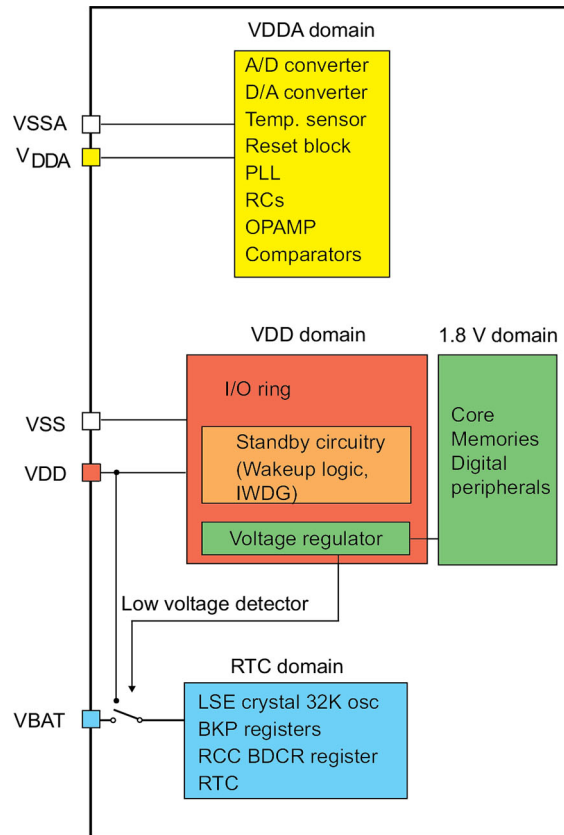 VDDA domain
A/D converter
D/A converter
Temp. sensor
Reset block
PLL
RCs
OPAMP
Comparators
VSSA
VDDA
VDD domain
1.8 V domain
I/O ring
Standby circuitry
(Wakeup logic,
IWDG)
Voltage regulator
Core
Memories
Digital
peripherals
VSS
VDD
Low voltage detector
RTC domain
LSE crystal 32K osc
BKP registers
RCC BDCR register
RTC
VBAT